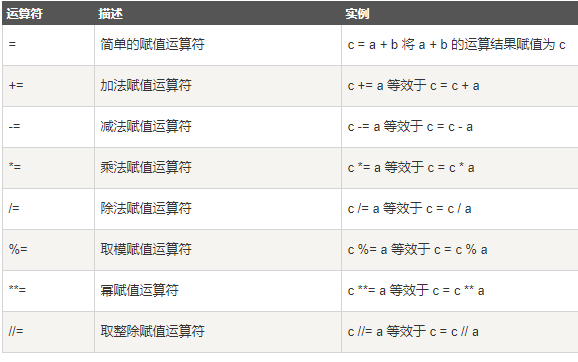 运算符 描述 实例
= 简单的赋值运算符 c = a + b 将 a + b 的运算结果赋值为 c
+= 加法赋值运算符 c += a 等效于 c = c + a
-= 减法赋值运算符 c -= a 等效于 c = c - a
*= 乘法赋值运算符 c *= a 等效于 c = c * a
/= 除法赋值运算符 c /= a 等效于 c = c / a
%= 取模赋值运算符 c %= a 等效于 c = c % a
**= 幂赋值运算符 c **= a 等效于 c = c ** a
//= 取整除赋值运算符 c //= a 等效于 c = c // a